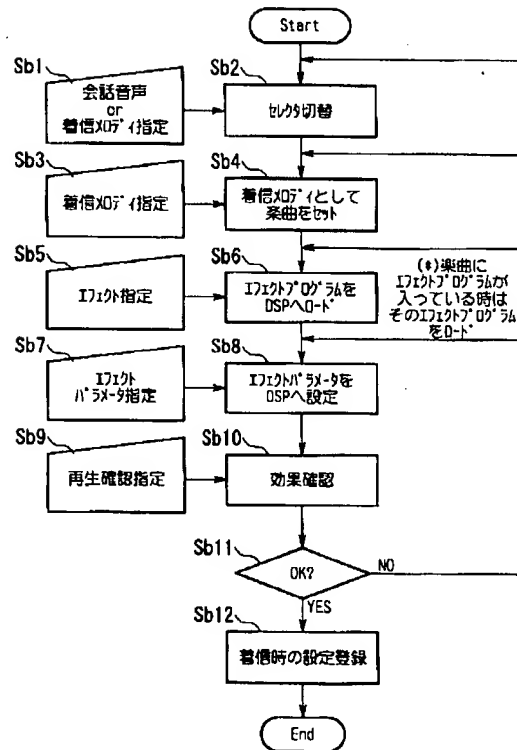 Start
Sb1
会話音声
or
着信ﾒﾛﾃﾞｨ指定
Sb2
ｾﾚｸﾀ切替
Sb3
着信ﾒﾛﾃﾞｨ指定
Sb4
着信ﾒﾛﾃﾞｨとして
楽曲をセット
Sb5
ｴﾌｪｸﾄ指定
Sb6
ｴﾌｪｸﾄﾌﾟﾛｸﾞﾗﾑを
DSPへﾛｰﾄﾞ
(*)楽曲に
ｴﾌｪｸﾄﾌﾟﾛｸﾞﾗﾑが
入っている時は
そのｴﾌｪｸﾄﾌﾟﾛｸﾞﾗﾑ
をﾛｰﾄﾞ
Sb7
ｴﾌｪｸﾄ
ﾊﾟﾗﾒｰﾀ指定
Sb8
ｴﾌｪｸﾄﾊﾟﾗﾒｰﾀを
DSPへ設定
Sb9
再生確認指定
Sb10
効果確認
Sb11
OK?
NO
YES
Sb12
着信時の設定登録
End